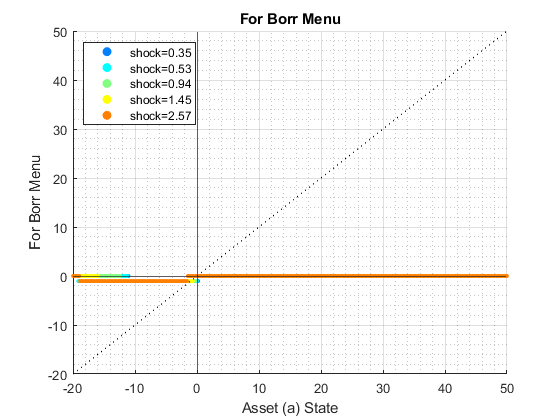 For Borr Menu
50
40
30
20
10
0
-10
-20
For Borr Menu
shock=0.35
shock=0.53
shock=0.94
shock=1.45
shock=2.57
-20 -10 0 10 20 30 40 50
Asset (a) State